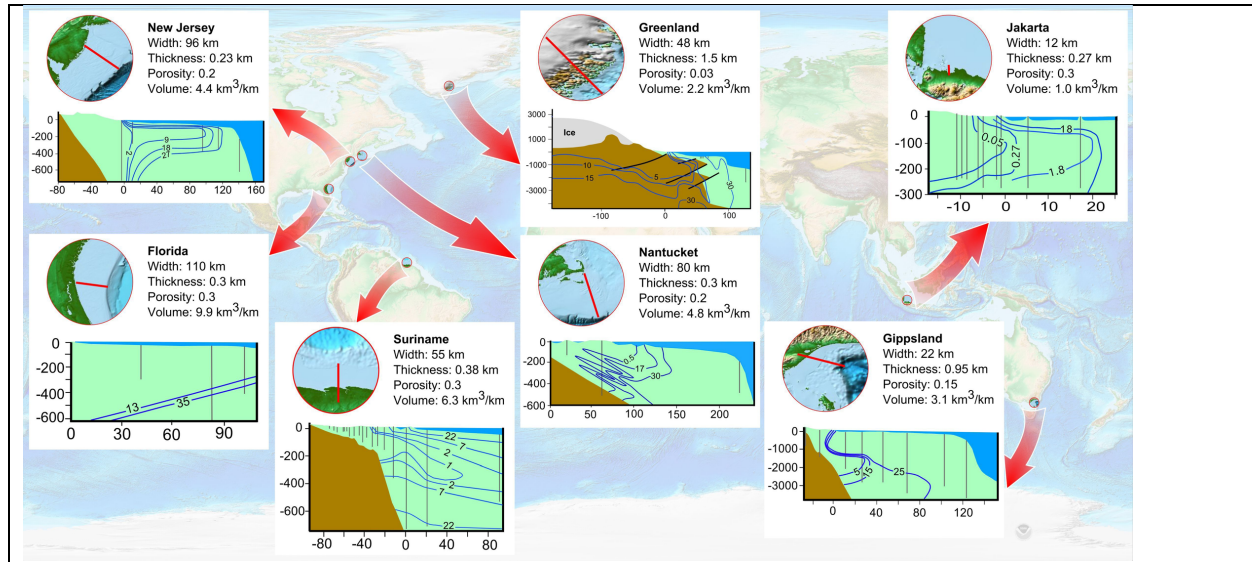 New Jersey
Width: 96 km
Thickness: 0.23 km
Porosity: 0.2
Volume: 4.4 km³/km
0
-200
-400
-600
2
9
18
27
-80 -40 0 40 80 120 160
Greenland
Width: 48 km
Thickness: 1.5 km
Porosity: 0.03
Volume: 2.2 km³/km
3000
2000
0
-1000
-3000
Ice
10
15
5
30
30
-100 0 100
Jakarta
Width: 12 km
Thickness: 0.27 km
Porosity: 0.3
Volume: 1.0 km³/km
0
-100
-200
-300
0.05
0.27
18
1.8
-10 0 10 20
Florida
Width: 110 km
Thickness: 0.3 km
Porosity: 0.3
Volume: 9.9 km³/km
0
-200
-400
-600
13
35
0 30 60 90
Suriname
Width: 55 km
Thickness: 0.38 km
Porosity: 0.3
Volume: 6.3 km³/km
0
-200
-400
-600
22
7
2
1
2
7
22
-80 -40 0 40 80
Nantucket
Width: 80 km
Thickness: 0.3 km
Porosity: 0.2
Volume: 4.8 km³/km
0
-200
-400
-600
0.5
17
30
0 50 100 150 200
Gippsland
Width: 22 km
Thickness: 0.95 km
Porosity: 0.15
Volume: 3.1 km³/km
0
-1000
-2000
-3000
5
15
25
0 40 80 120